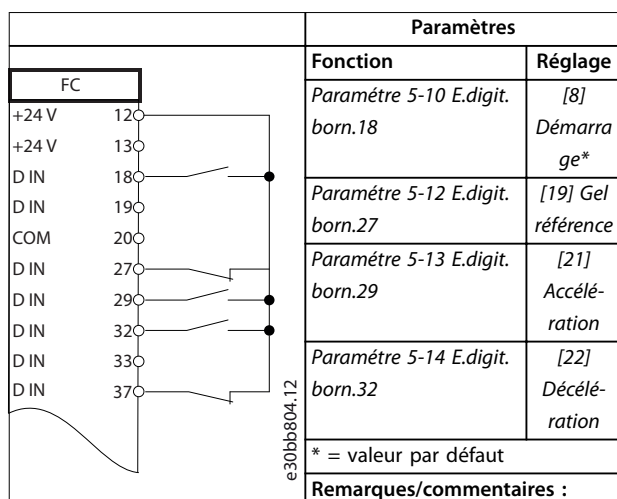 FC
+24 V 12
+24 V 13
D IN 18
D IN 19
COM 20
D IN 27
D IN 29
D IN 32
D IN 33
D IN 37
e30bb804.12
Paramètres
Fonction Réglage
Paramétre 5-10 E.digit. [8]
born.18 Démarra
ge*
Paramétre 5-12 E.digit. [19] Gel
born.27 référence
Paramétre 5-13 E.digit. [21]
born.29 Accélé-
ration
Paramétre 5-14 E.digit. [22]
born.32 Décélé-
ration
* = valeur par défaut
Remarques/commentaires :